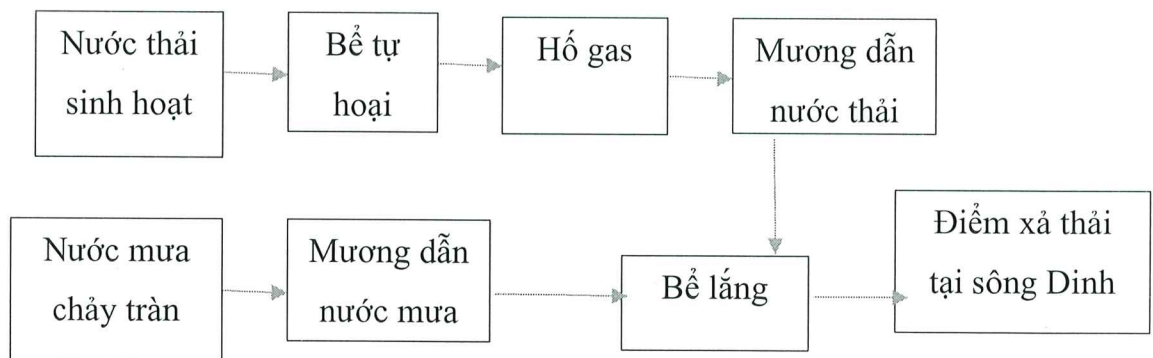 Nước thải
sinh hoạt
Bể tự
hoại
Hố gas
Mương dẫn
nước thải
Nước mưa
chảy tràn
Mương dẫn
nước mưa
Bể lắng
Điểm xả thải
tại sông Dinh